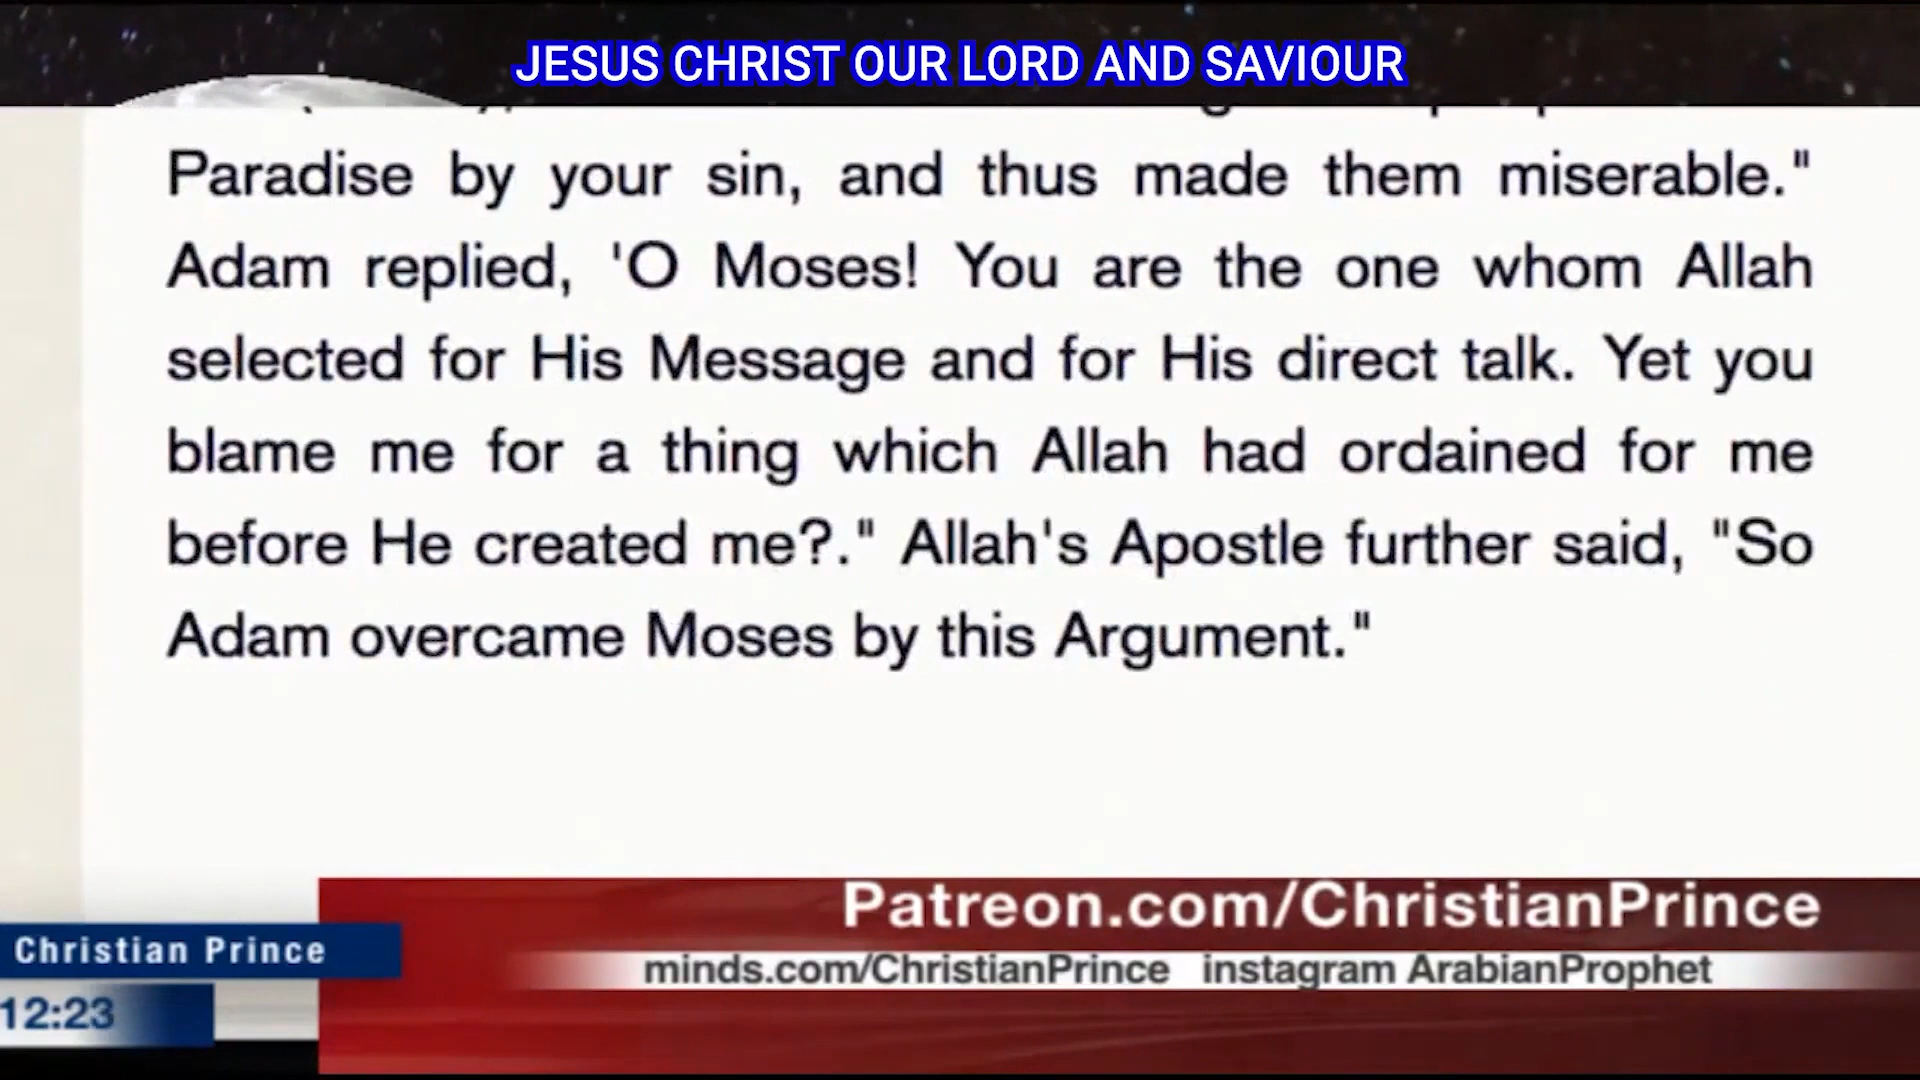 JESUS CHRIST OUR LORD AND SAVIOUR
Paradise by your sin, and thus made them miserable."
Adam replied, 'O Moses! You are the one whom Allah
selected for His Message and for His direct talk. Yet you
blame me for a thing which Allah had ordained for me
before He created me?." Allah's Apostle further said, "So
Adam overcame Moses by this Argument."
Patreon.com/ChristianPrince
Christian Prince
minds.com/ChristianPrince instagram ArabianProphet
12:23